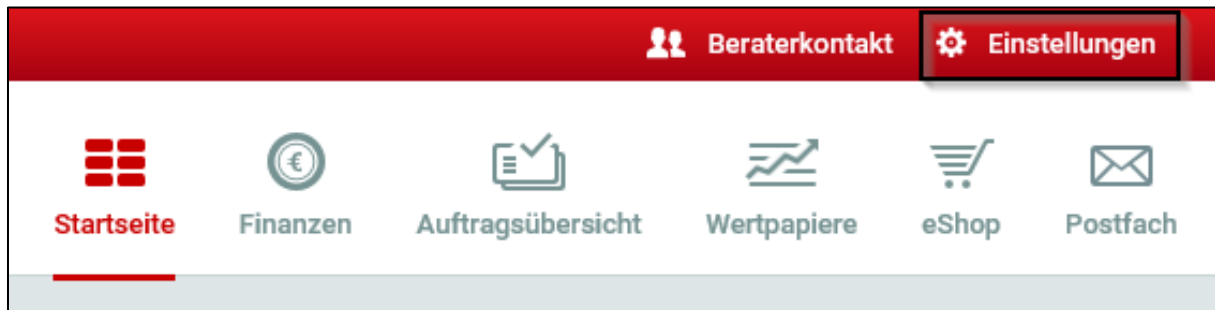 Beraterkontakt Einstellungen
Startseite Finanzen Auftragsübersicht Wertpapiere eShop Postfach